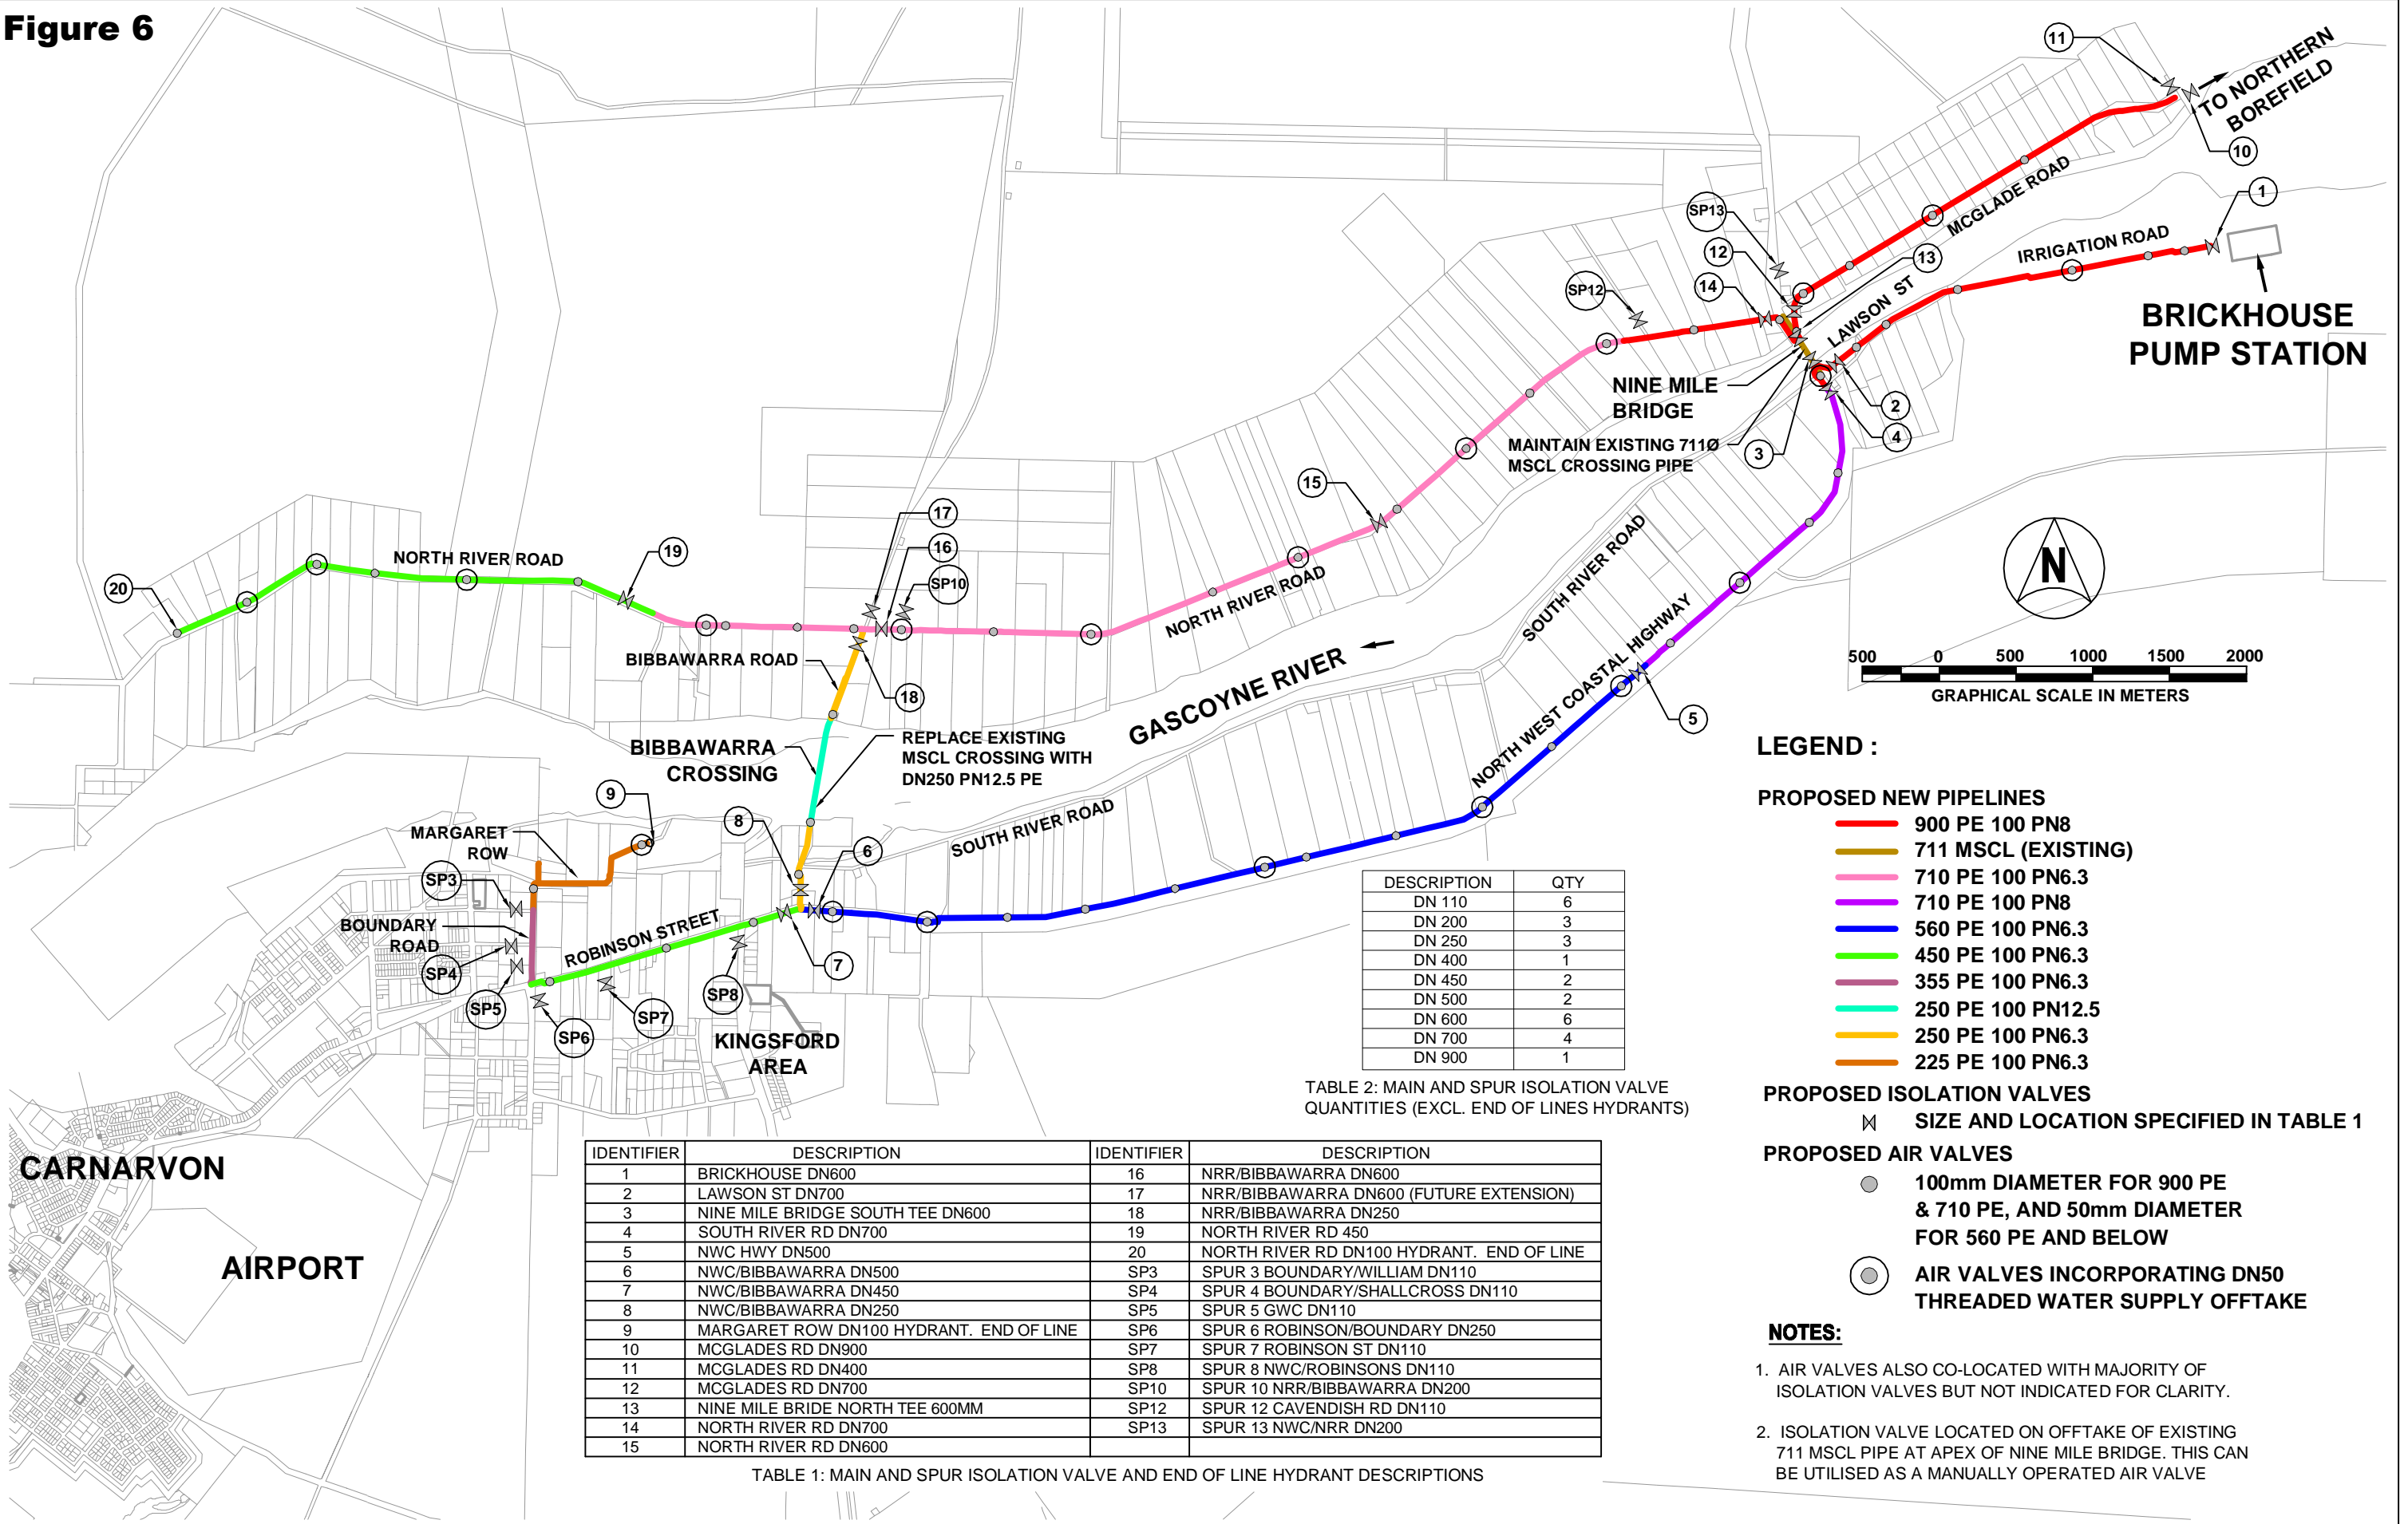 Figure 6
11
TO NORTHERN
BOREFIELD
10
1
MCGLADE ROAD
SP13
12
13
IRRIGATION ROAD
SP12
14
LAWSON ST
BRICKHOUSE
PUMP STATION
NINE MILE
BRIDGE
2
4
MAINTAIN EXISTING 711Ø
MSCL CROSSING PIPE
3
15
17
16
SP10
NORTH RIVER ROAD
19
20
NORTH RIVER ROAD
SOUTH RIVER ROAD
N
500 0 500 1000 1500 2000
GRAPHICAL SCALE IN METERS
BIBBAWARRA ROAD
18
GASCOYNE RIVER
NORTH WEST COASTAL HIGHWAY
5
BIBBAWARRA
CROSSING
REPLACE EXISTING
MSCL CROSSING WITH
DN250 PN12.5 PE
9
8
6
MARGARET
ROW
SOUTH RIVER ROAD
SP3
BOUNDARY
ROAD
SP4
ROBINSON STREET
7
SP5
SP6
SP7
SP8
KINGSFORD
AREA
CARNARVON
AIRPORT
LEGEND :
PROPOSED NEW PIPELINES
900 PE 100 PN8
711 MSCL (EXISTING)
710 PE 100 PN6.3
710 PE 100 PN8
560 PE 100 PN6.3
450 PE 100 PN6.3
355 PE 100 PN6.3
250 PE 100 PN12.5
250 PE 100 PN6.3
225 PE 100 PN6.3
PROPOSED ISOLATION VALVES
SIZE AND LOCATION SPECIFIED IN TABLE 1
PROPOSED AIR VALVES
100mm DIAMETER FOR 900 PE
& 710 PE, AND 50mm DIAMETER
FOR 560 PE AND BELOW
AIR VALVES INCORPORATING DN50
THREADED WATER SUPPLY OFFTAKE
NOTES:
1. AIR VALVES ALSO CO-LOCATED WITH MAJORITY OF
ISOLATION VALVES BUT NOT INDICATED FOR CLARITY.
2. ISOLATION VALVE LOCATED ON OFFTAKE OF EXISTING
711 MSCL PIPE AT APEX OF NINE MILE BRIDGE. THIS CAN
BE UTILISED AS A MANUALLY OPERATED AIR VALVE
DESCRIPTION QTY
DN 110 6
DN 200 3
DN 250 3
DN 400 1
DN 450 2
DN 500 2
DN 600 6
DN 700 4
DN 900 1
TABLE 2: MAIN AND SPUR ISOLATION VALVE
QUANTITIES (EXCL. END OF LINES HYDRANTS)
IDENTIFIER DESCRIPTION IDENTIFIER DESCRIPTION
1 BRICKHOUSE DN600 16 NRR/BIBBAWARRA DN600
2 LAWSON ST DN700 17 NRR/BIBBAWARRA DN600 (FUTURE EXTENSION)
3 NINE MILE BRIDGE SOUTH TEE DN600 18 NRR/BIBBAWARRA DN250
4 SOUTH RIVER RD DN700 19 NORTH RIVER RD 450
5 NWC HWY DN500 20 NORTH RIVER RD DN100 HYDRANT. END OF LINE
6 NWC/BIBBAWARRA DN500 SP3 SPUR 3 BOUNDARY/WILLIAM DN110
7 NWC/BIBBAWARRA DN450 SP4 SPUR 4 BOUNDARY/SHALLCROSS DN110
8 NWC/BIBBAWARRA DN250 SP5 SPUR 5 GWC DN110
9 MARGARET ROW DN100 HYDRANT. END OF LINE SP6 SPUR 6 ROBINSON/BOUNDARY DN250
10 MCGLADES RD DN900 SP7 SPUR 7 ROBINSON ST DN110
11 MCGLADES RD DN400 SP8 SPUR 8 NWC/ROBINSONS DN110
12 MCGLADES RD DN700 SP10 SPUR 10 NRR/BIBBAWARRA DN200
13 NINE MILE BRIDE NORTH TEE 600MM SP12 SPUR 12 CAVENDISH RD DN110
14 NORTH RIVER RD DN700 SP13 SPUR 13 NWC/NRR DN200
15 NORTH RIVER RD DN600
TABLE 1: MAIN AND SPUR ISOLATION VALVE AND END OF LINE HYDRANT DESCRIPTIONS